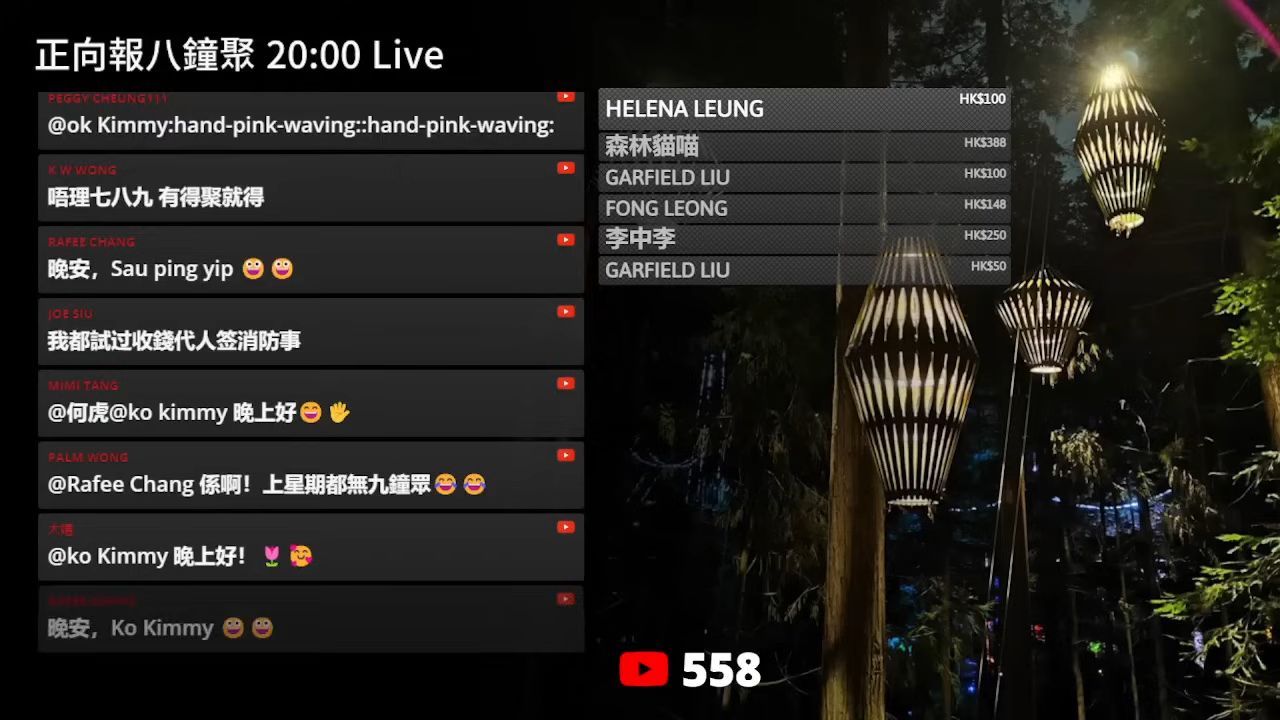 正向報八鐘聚 20:00 Live
PEGGY CHEUNG111
@ok Kimmy:hand-pink-waving::hand-pink-waving:
K W WONG
唔理七八九 有得聚就得
RAFEE CHANG
晚安，Sau ping yip
JOE SIU
我都試过收錢代人签消防事
MIMI TANG
@何虎@ko kimmy 晚上好
PALM WONG
@Rafee Chang 係啊！上星期都無九鐘眾
@ko Kimmy 晚上好！
RAFEE CHANG
晚安，Ko Kimmy
HELENA LEUNG HK$100
森林貓喵 HK$388
GARFIELD LIU HK$100
FONG LEONG HK$148
李中李 HK$250
GARFIELD LIU HK$50
558